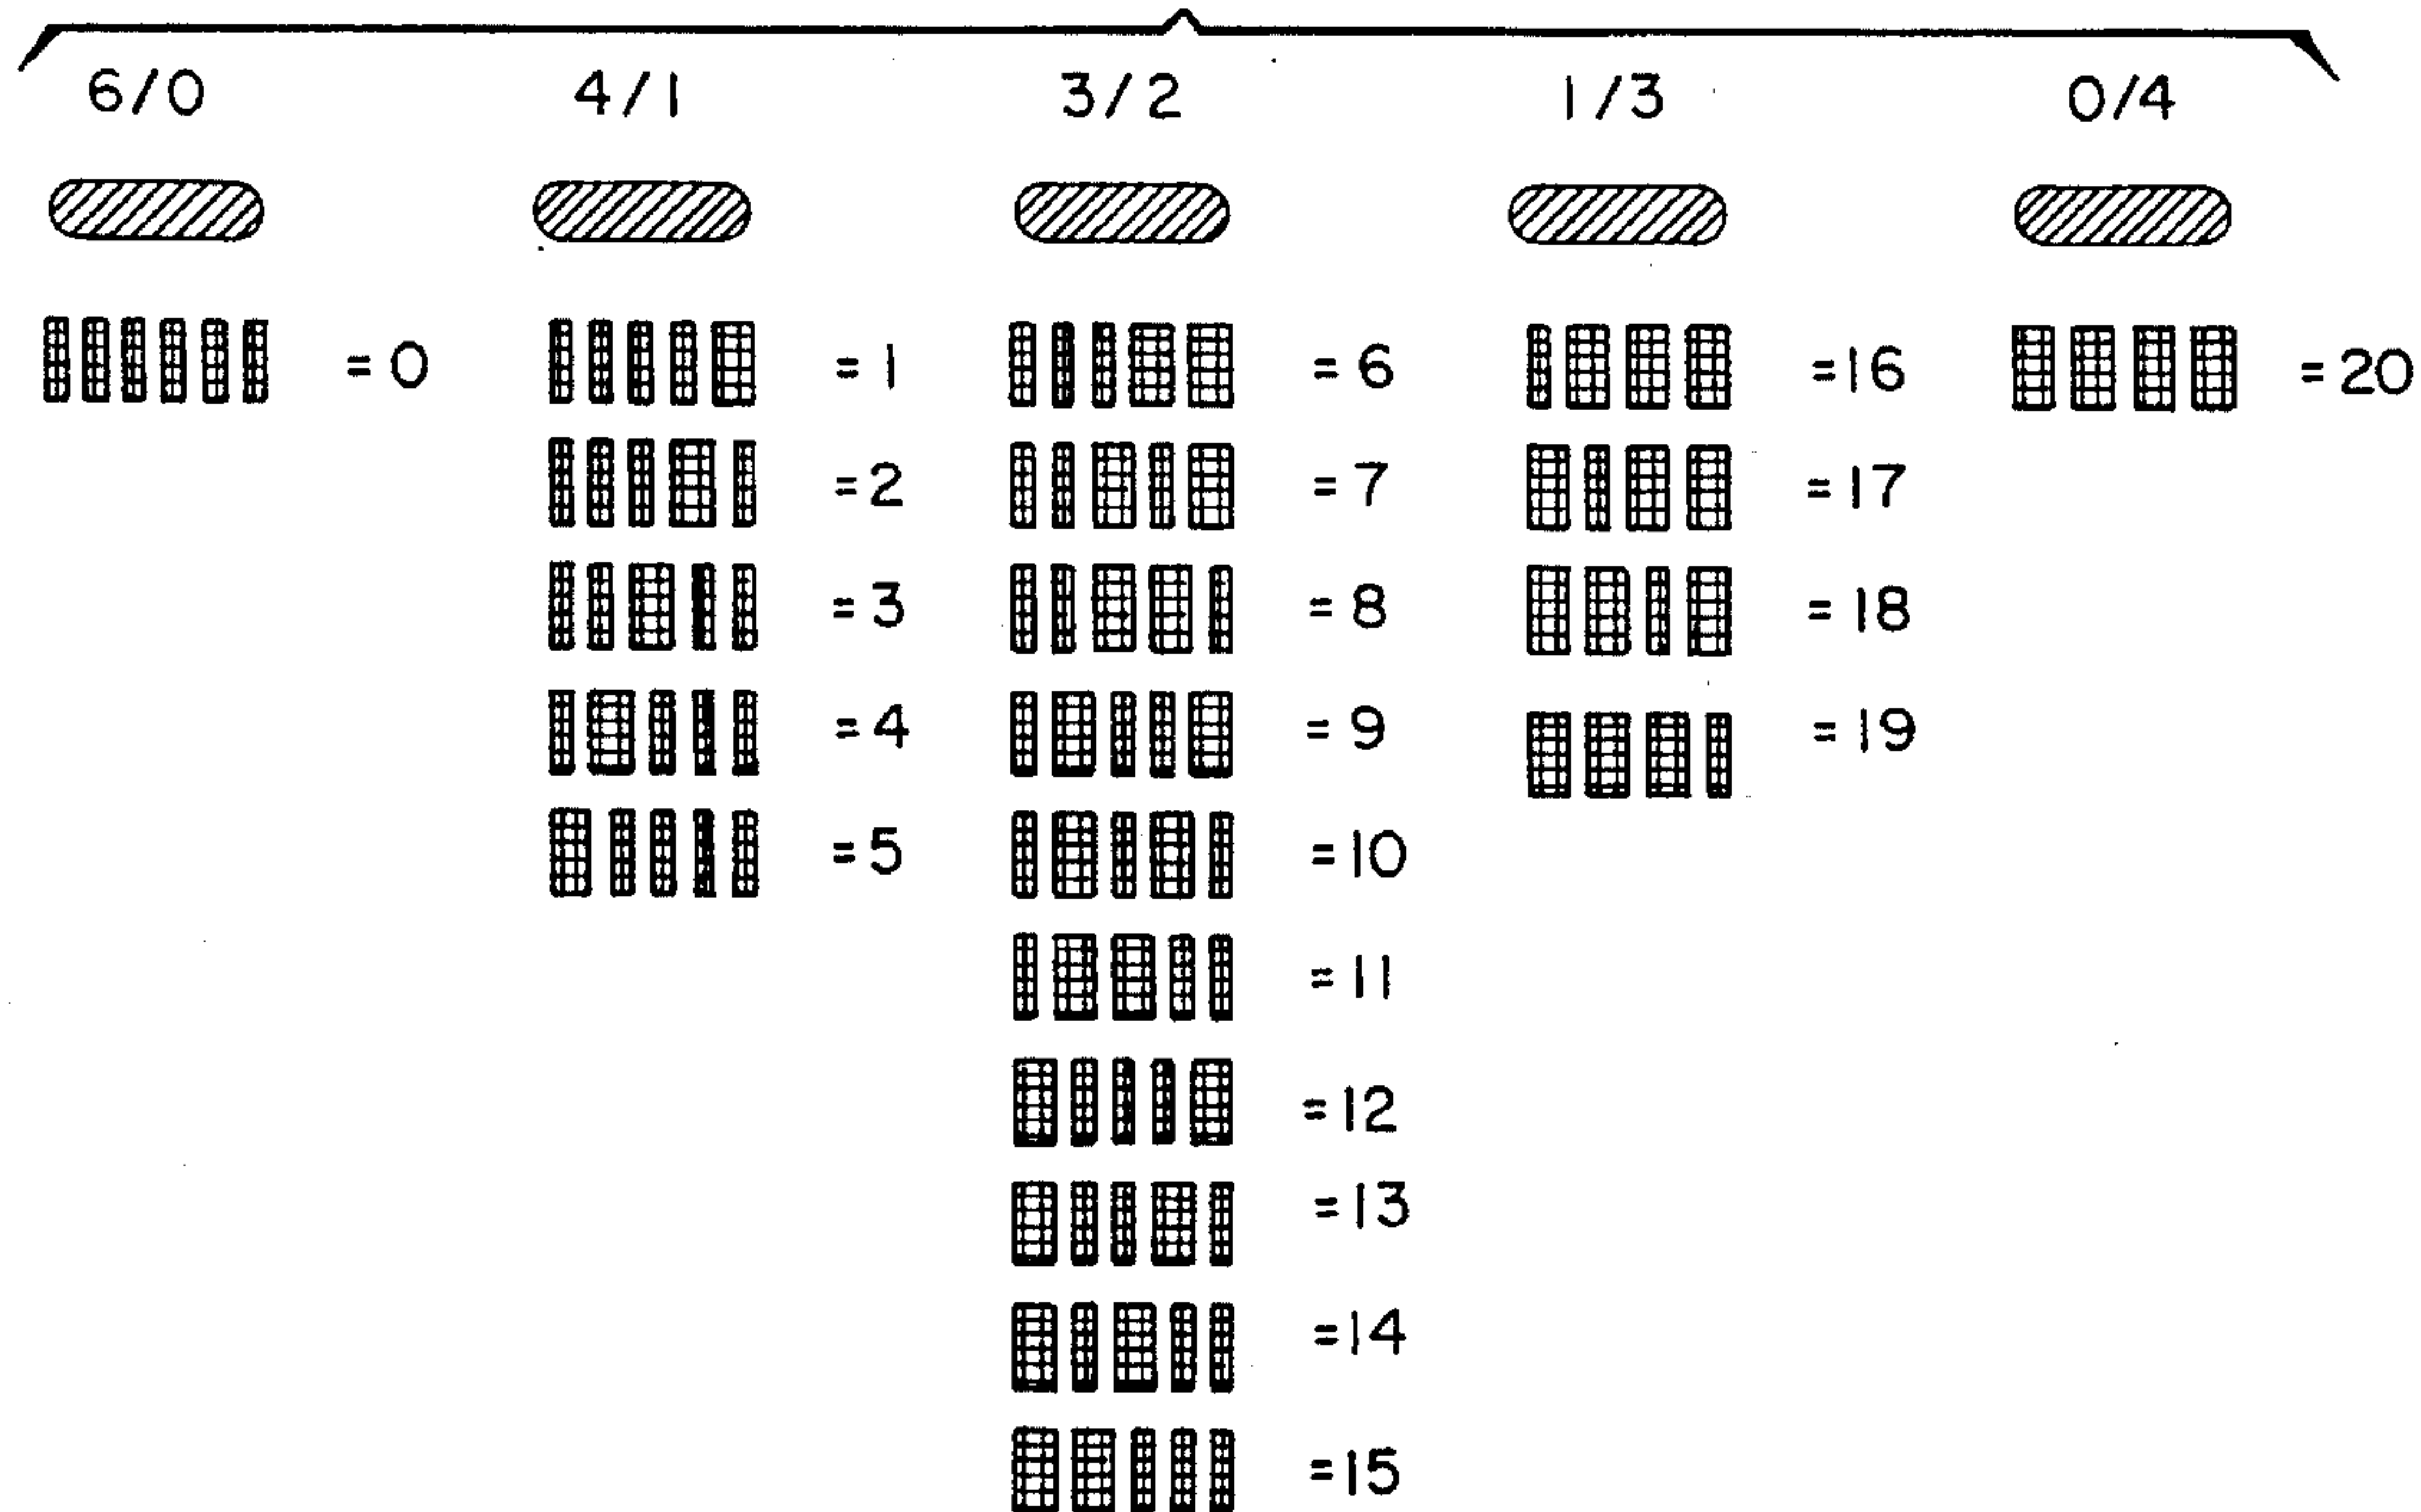 6/0 4/1 3/2 1/3 0/4
=0 =1 =6 =16 =20
=2 =7 =17
=3 =8 =18
=4 =9 =19
=5 =10
=11
=12
=13
=14
=15